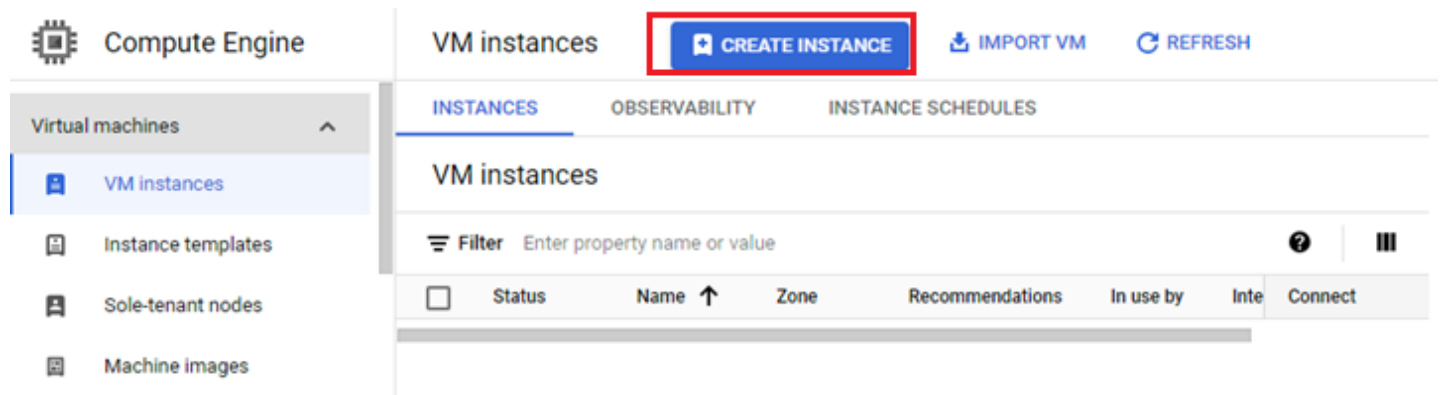 Compute Engine
VM instances
CREATE INSTANCE
IMPORT VM
REFRESH
Virtual machines
VM instances
Instance templates
Sole-tenant nodes
Machine images
INSTANCES
OBSERVABILITY
INSTANCE SCHEDULES
VM instances
Filter Enter property name or value
Status Name Zone Recommendations In use by Inte Connect